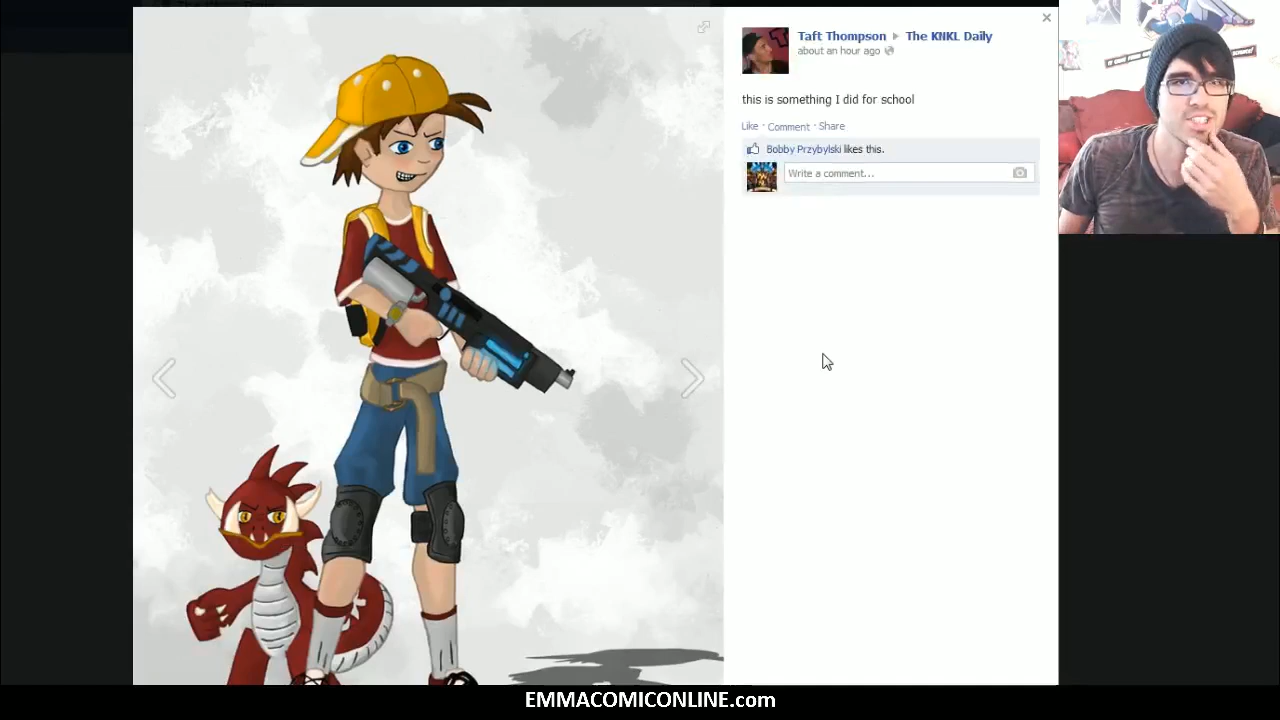 Taft Thompson ▸ The KNKL Daily
about an hour ago
this is something I did for school
Like · Comment · Share
Bobby Przybylski likes this.
Write a comment...
EMMACOMICONLINE.com